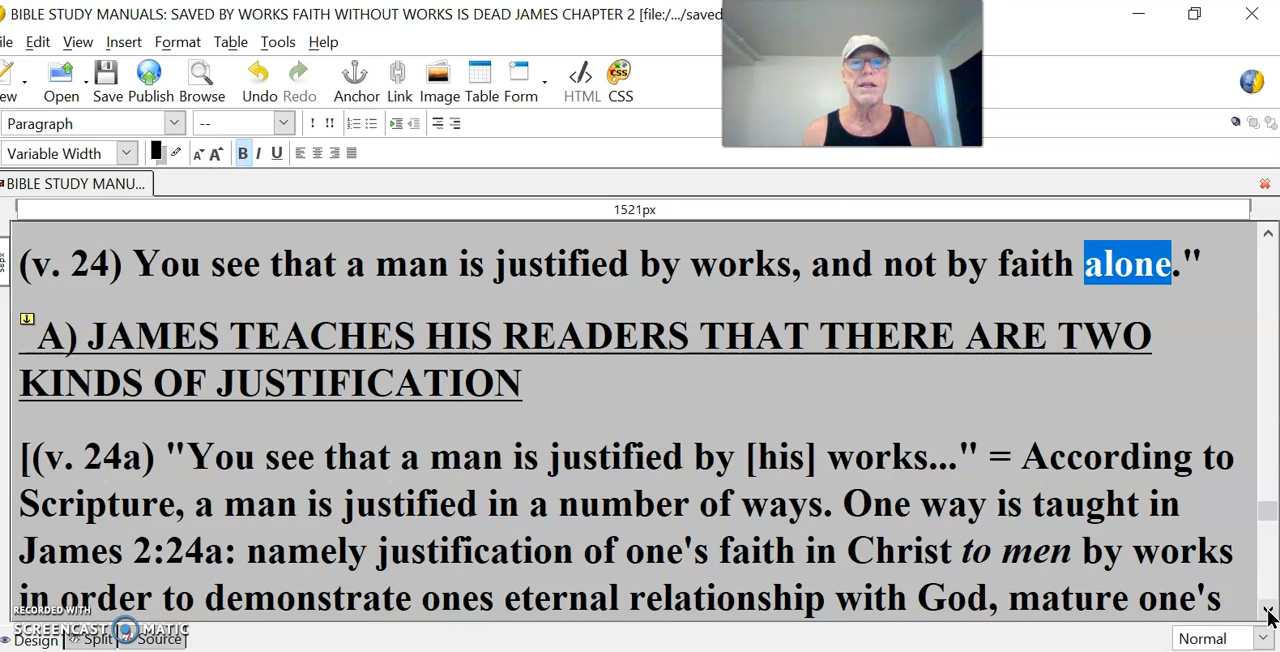 BIBLE STUDY MANUALS: SAVED BY WORKS FAITH WITHOUT WORKS IS DEAD JAMES CHAPTER 2 [file:/.../saved
ile Edit View Insert Format Table Tools Help
ew Open Save Publish Browse Undo Redo Anchor Link Image Table Form HTML CSS
Paragraph --
Variable Width B I U
BIBLE STUDY MANU...
1521px
(v. 24) You see that a man is justified by works, and not by faith alone."
A) JAMES TEACHES HIS READERS THAT THERE ARE TWO
KINDS OF JUSTIFICATION
[(v. 24a) "You see that a man is justified by [his] works..." = According to
Scripture, a man is justified in a number of ways. One way is taught in
James 2:24a: namely justification of one's faith in Christ to men by works
in order to demonstrate ones eternal relationship with God, mature one's
RECORDED WITH
SCREENCAST MATIC
Design Split Source Normal